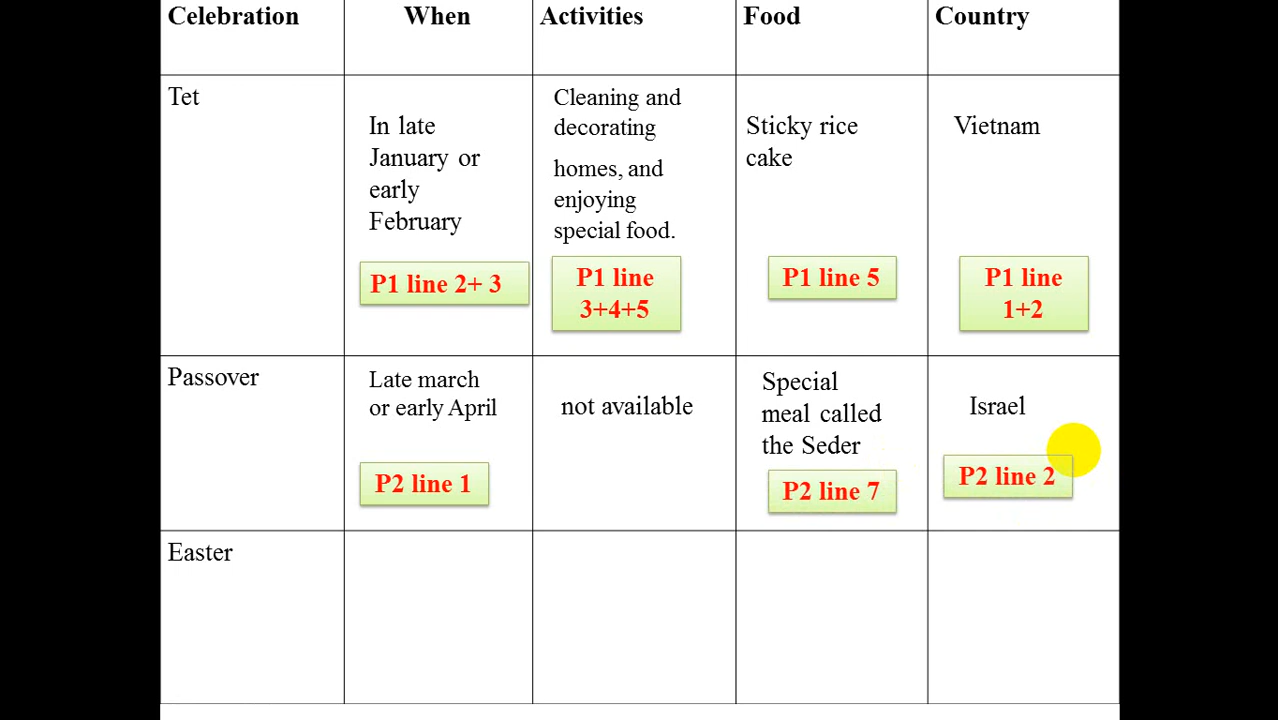 Celebration When Activities Food Country
Tet
In late
January or
early
February
P1 line 2+ 3
Cleaning and
decorating
homes, and
enjoying
special food.
P1 line
3+4+5
Sticky rice
cake
P1 line 5
Vietnam
P1 line
1+2
Passover
Late march
or early April
P2 line 1
not available
Special
meal called
the Seder
P2 line 7
Israel
P2 line 2
Easter